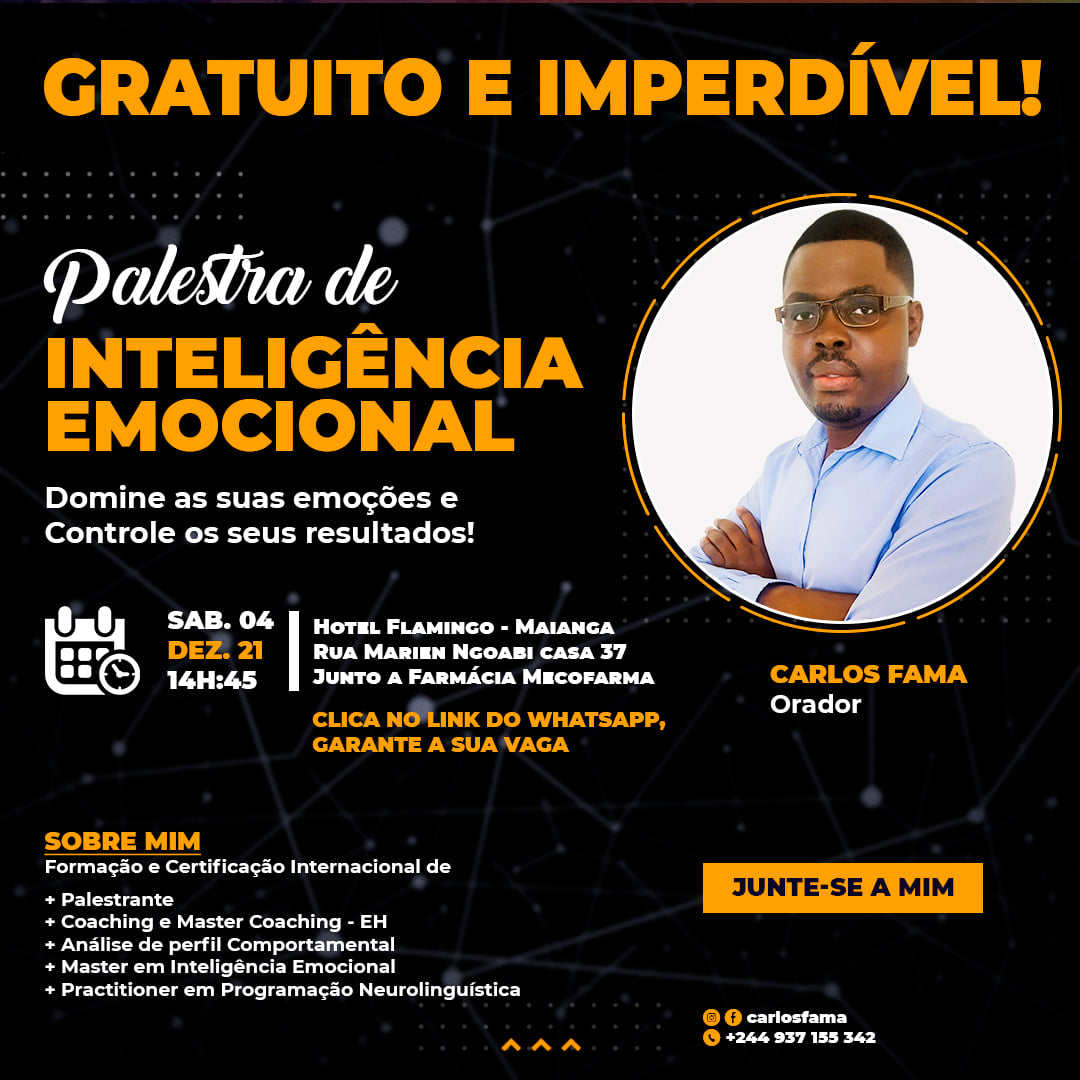 GRATUITO E IMPERDÍVEL!
Palestra de
INTELIGÊNCIA
EMOCIONAL
Domine as suas emoções e
Controle os seus resultados!
SAB. 04
DEZ. 21
14H:45
Hotel Flamingo - Maianga
Rua Marien Ngoabi casa 37
Junto a Farmácia Mecofarma
CLICA NO LINK DO WHATSAPP,
GARANTE A SUA VAGA
CARLOS FAMA
Orador
SOBRE MIM
Formação e Certificação Internacional de
+ Palestrante
+ Coaching e Master Coaching - EH
+ Análise de perfil Comportamental
+ Master em Inteligência Emocional
+ Practitioner em Programação Neurolinguística
JUNTE-SE A MIM
carlosfama
+244 937 155 342